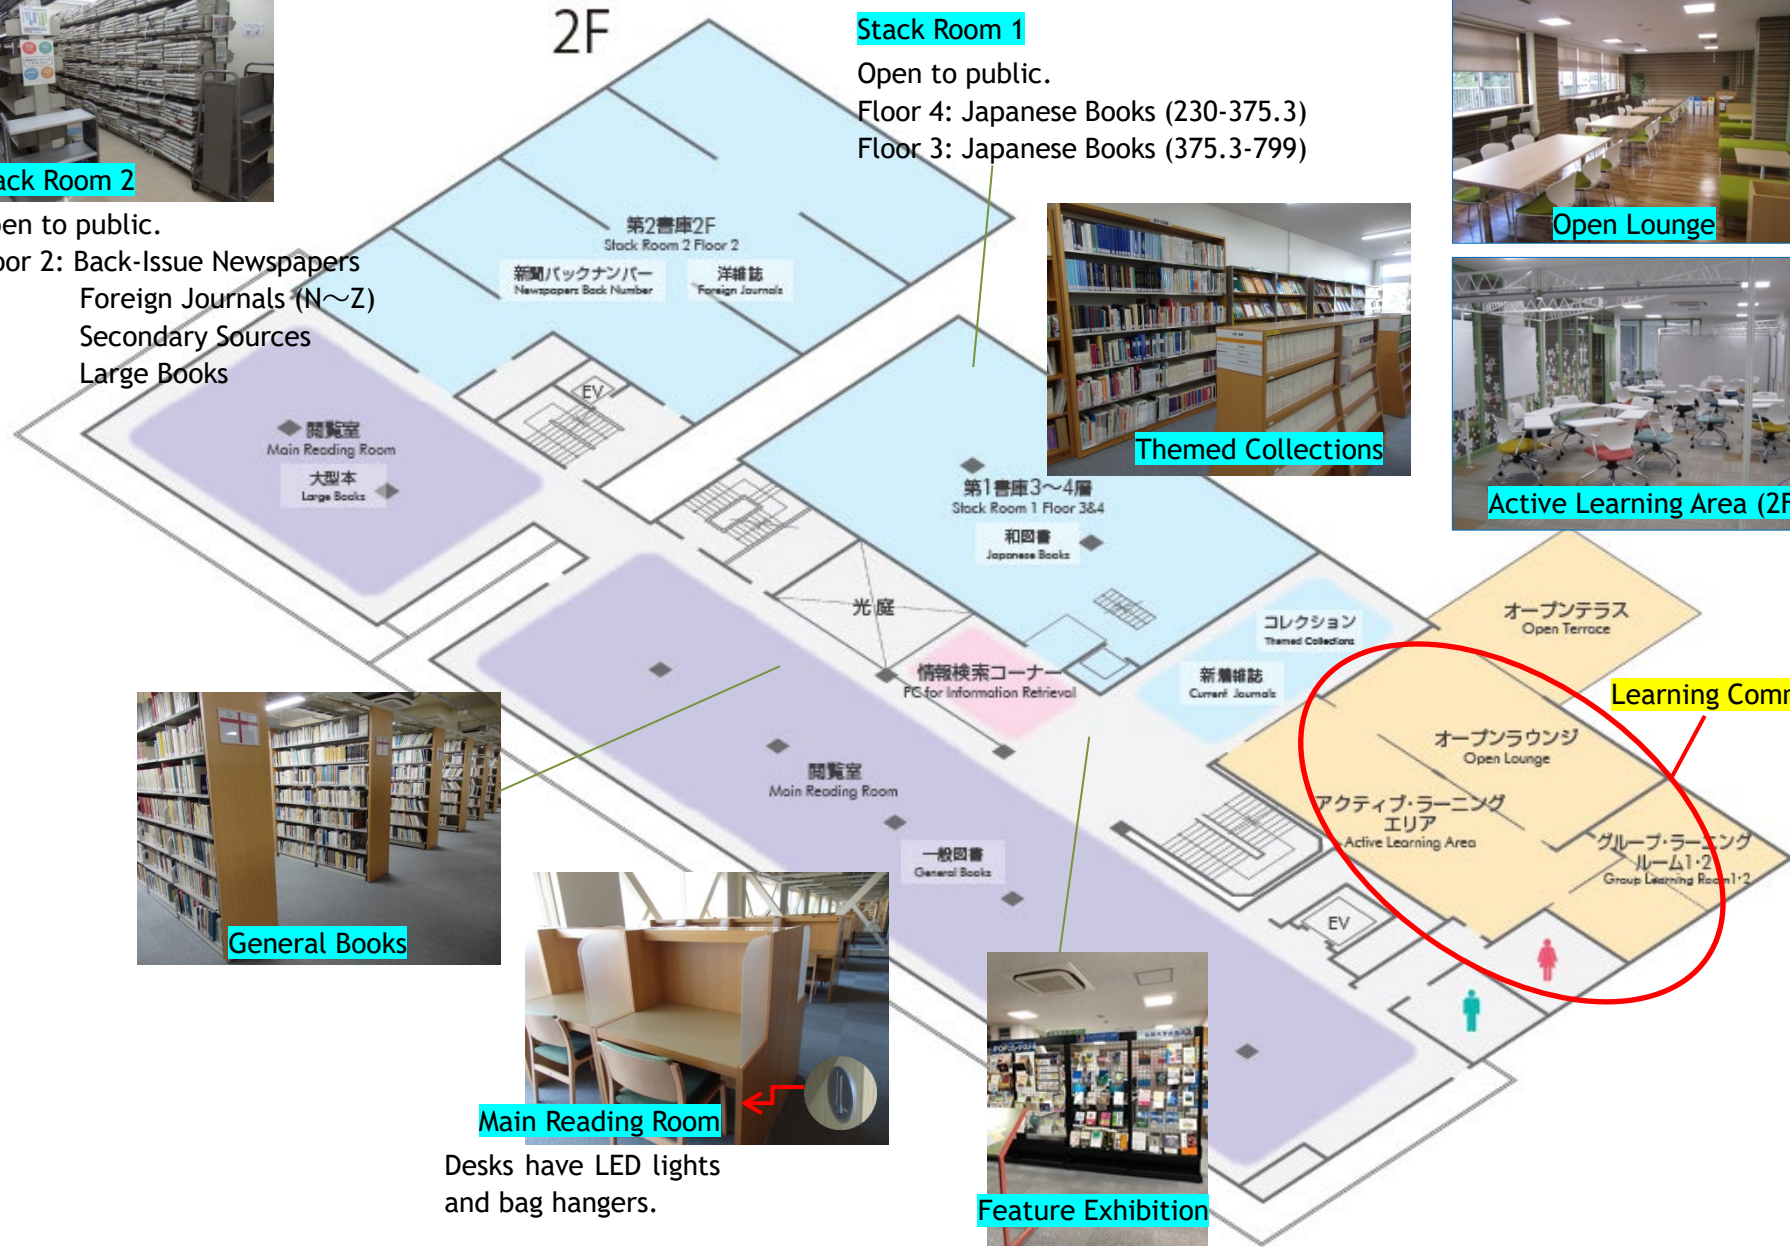 2F
Stack Room 1
Open to public.
Floor 4: Japanese Books (230-375.3)
Floor 3: Japanese Books (375.3-799)
ack Room 2
en to public.
oor 2: Back-Issue Newspapers
Foreign Journals (N～Z)
Secondary Sources
Large Books
Open Lounge
Themed Collections
Active Learning Area (2F
第2書庫2F
Stack Room 2 Floor 2
新聞バックナンバー
Newspapers Back Number
洋雑誌
Foreign Journals
EV
閲覧室
Main Reading Room
大型本
Large Books
第1書庫3～4層
Stack Room 1 Floor 3&4
和図書
Japanese Books
光庭
コレクション
Themed Collections
新着雑誌
Current Journals
情報検索コーナー
PC for Information Retrieval
オープンテラス
Open Terrace
Learning Comm
オープンラウンジ
Open Lounge
アクティブ・ラーニング
エリア
Active Learning Area
グループ・ラーニング
ルーム1・2
Group Learning Room1・2
閲覧室
Main Reading Room
一般図書
General Books
EV
General Books
Main Reading Room
Desks have LED lights
and bag hangers.
Feature Exhibition